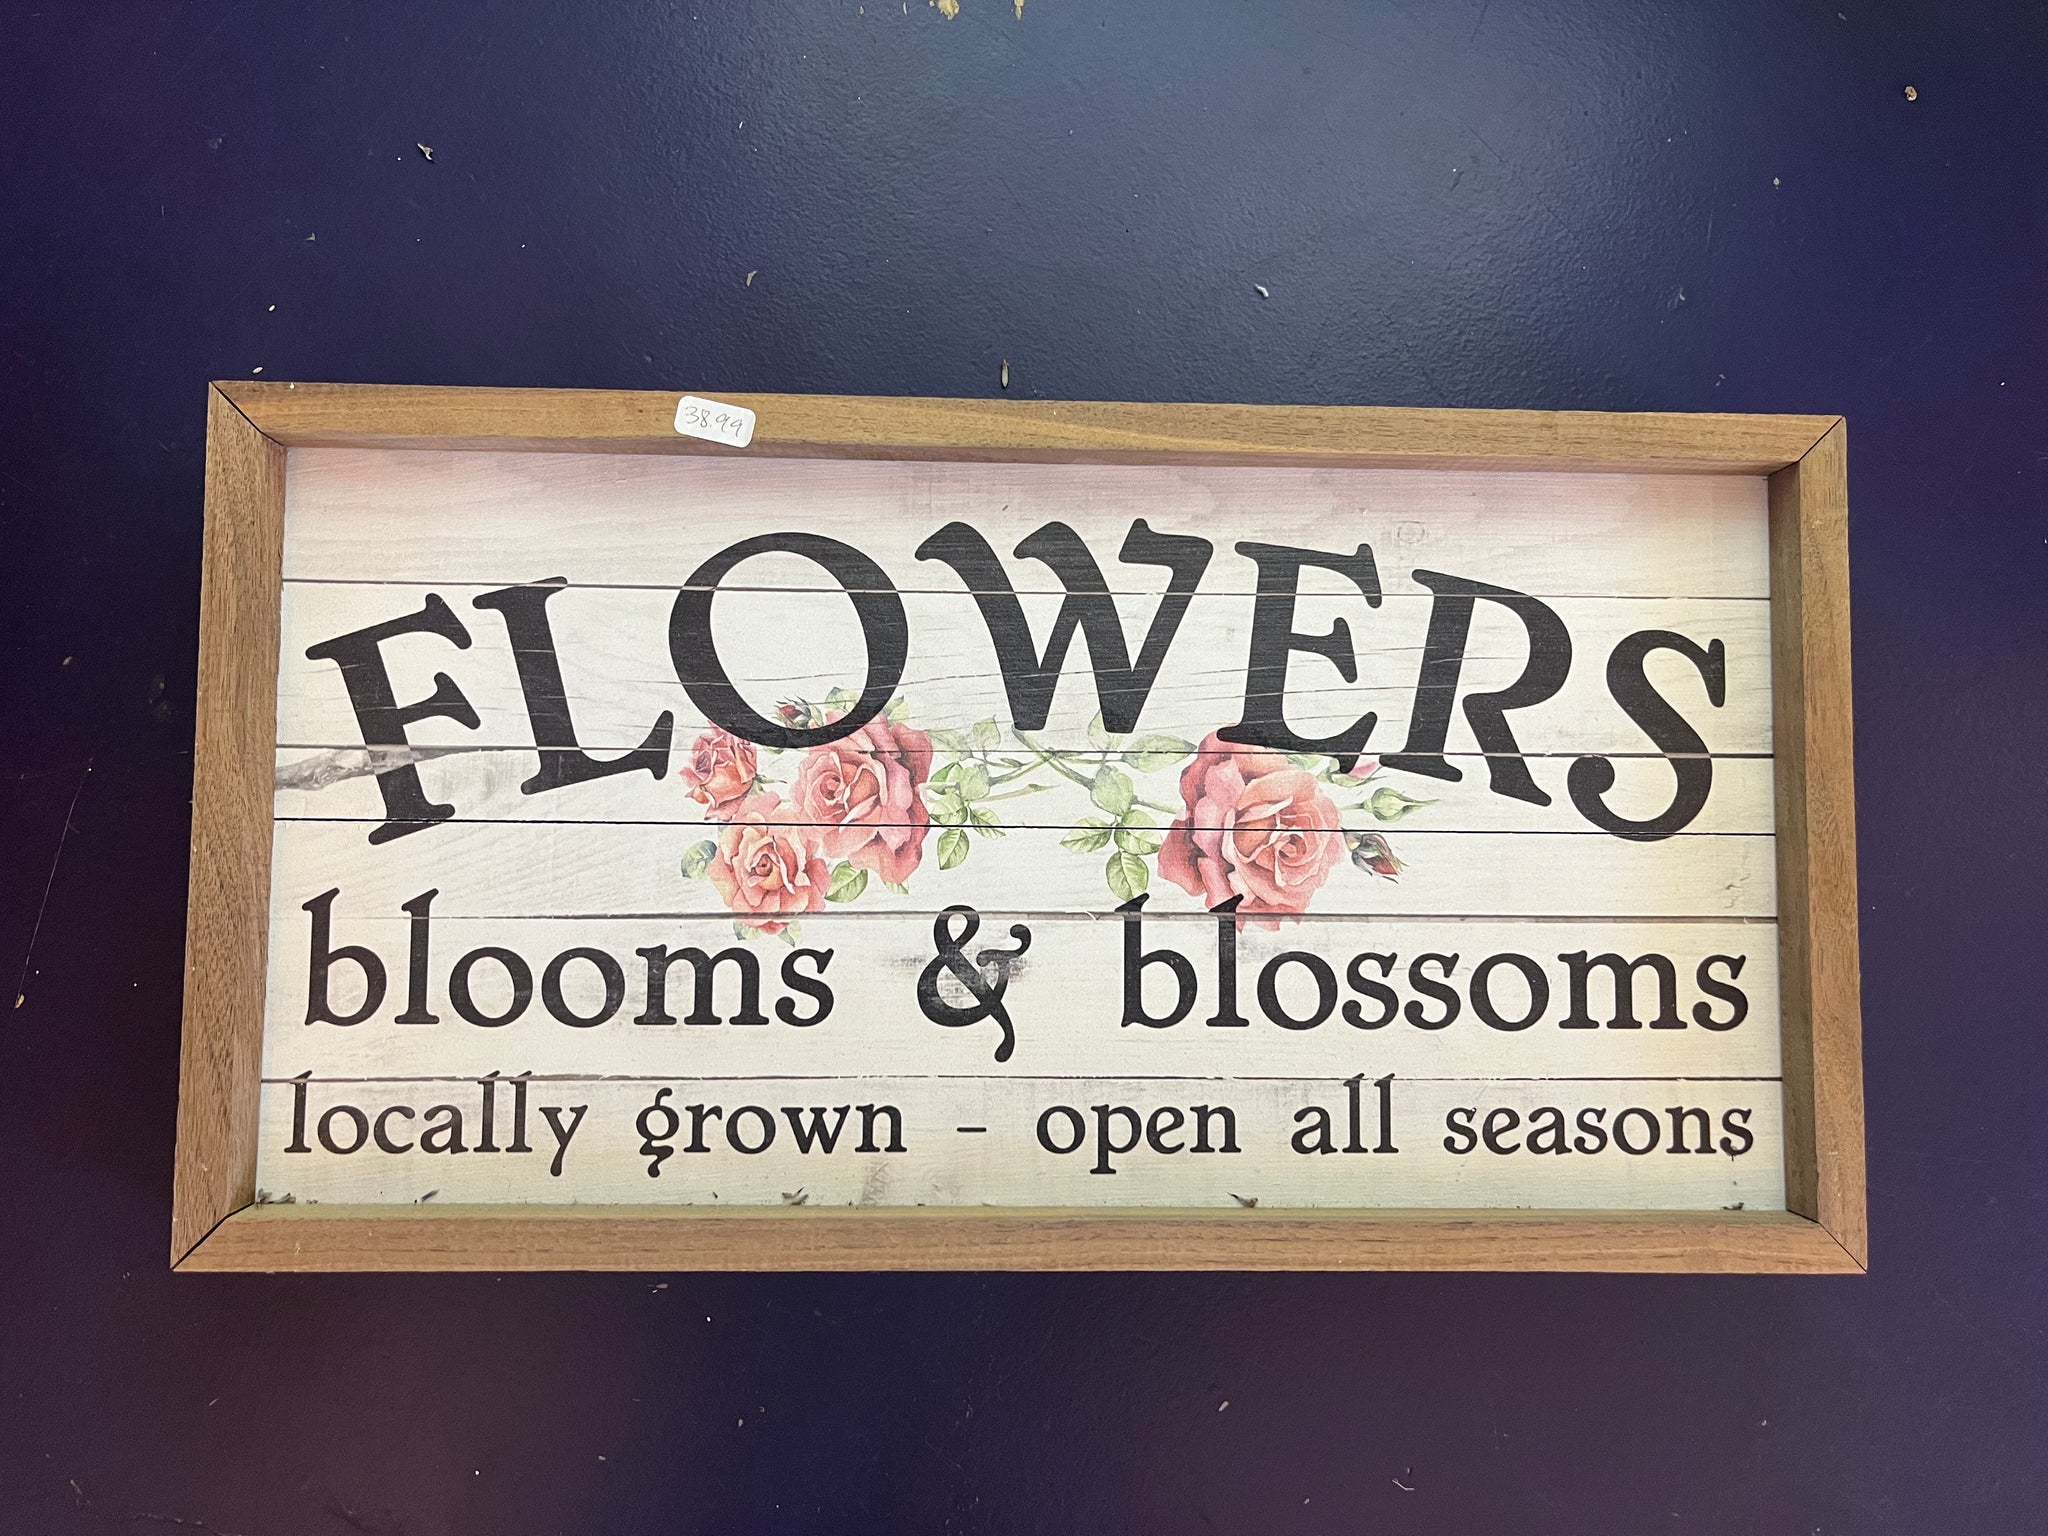 38.99
FLOWERS
blooms & blossoms
locally grown - open all seasons